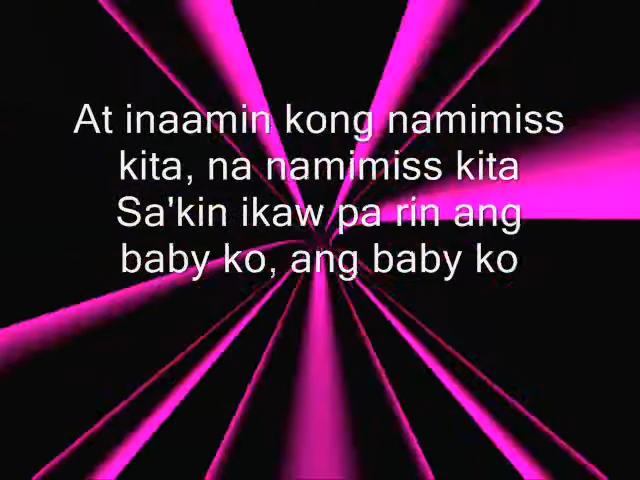 At inaamin kong namimiss
kita, na namimiss kita
Sa'kin ikaw pa rin ang
baby ko, ang baby ko